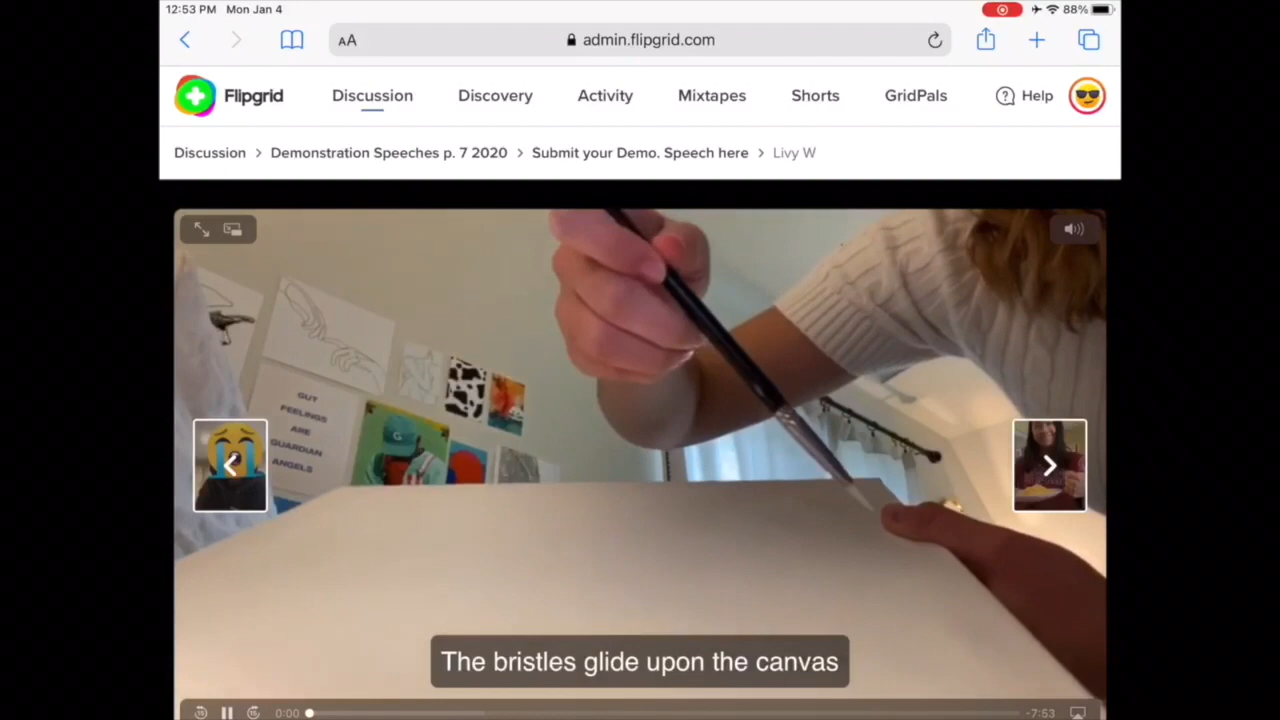 12:53 PM Mon Jan 4
88%
AA
admin.flipgrid.com
Flipgrid
Discussion
Discovery
Activity
Mixtapes
Shorts
GridPals
? Help
Discussion > Demonstration Speeches p. 7 2020 > Submit your Demo. Speech here > Livy W
GUT
FEELINGS
ARE
GUARDIAN
ANGELS
The bristles glide upon the canvas
15
15
0:00
-7:53